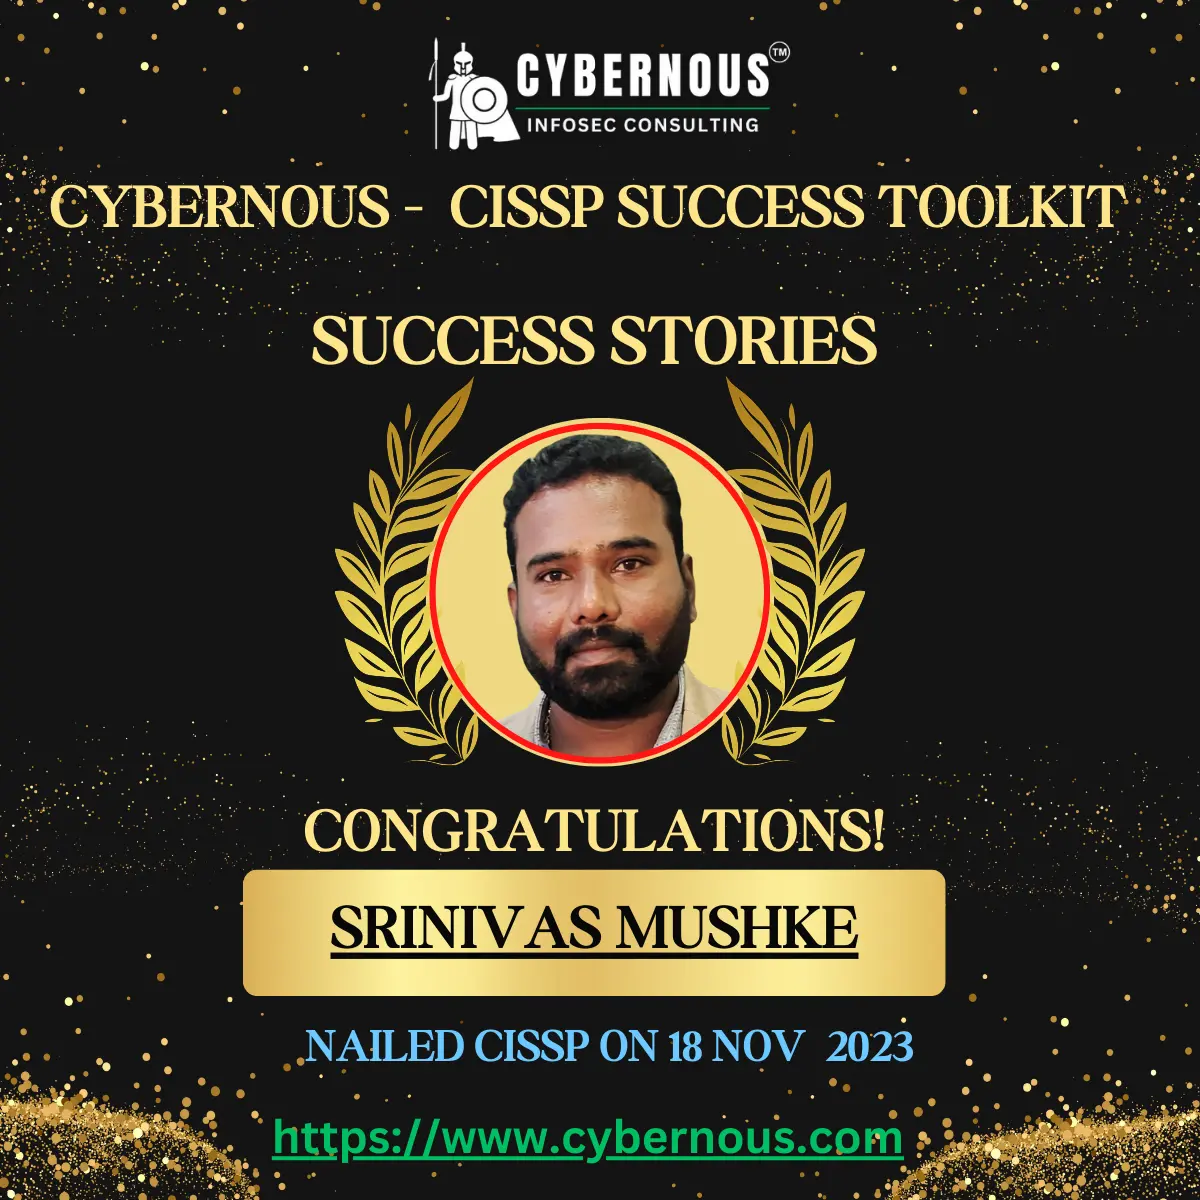 CYBERNOUS™
INFOSEC CONSULTING
CYBERNOUS - CISSP SUCCESS TOOLKIT
SUCCESS STORIES
CONGRATULATIONS!
SRINIVAS MUSHKE
NAILED CISSP ON 18 NOV 2023
https://www.cybernous.com